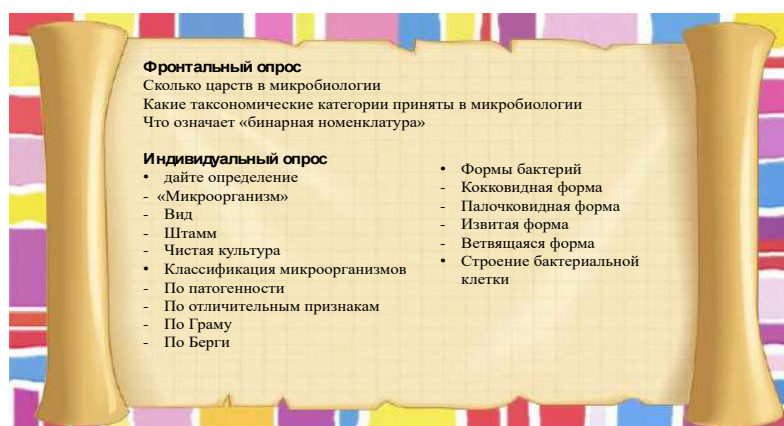 Фронтальный опрос
Сколько царств в микробиологии
Какие таксономические категории приняты в микробиологии
Что означает «бинарная номенклатура»
Индивидуальный опрос
• дайте определение
- «Микроорганизм»
- Вид
- Штамм
- Чистая культура
• Классификация микроорганизмов
- По патогенности
- По отличительным признакам
- По Граму
- По Берги
• Формы бактерий
- Кокковидная форма
- Палочковидная форма
- Извитая форма
- Ветвящаяся форма
• Строение бактериальной
клетки